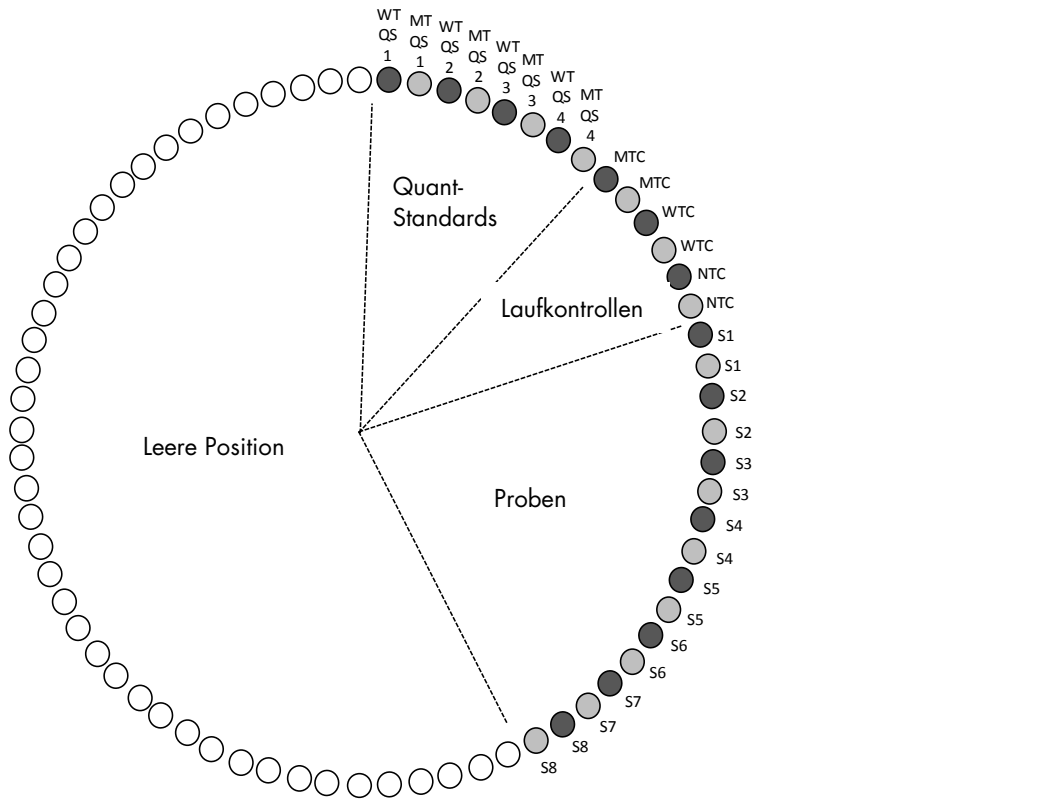 WT
QS
1
MT
QS
1
WT
QS
2
MT
QS
2
WT
QS
3
MT
QS
3
WT
QS
4
MT
QS
4
MTC
MTC
WTC
WTC
NTC
NTC
S1
S1
S2
S2
S3
S3
S4
S4
S5
S5
S6
S6
S7
S7
S8
S8
Quant-
Standards
Laufkontrollen
Leere Position
Proben